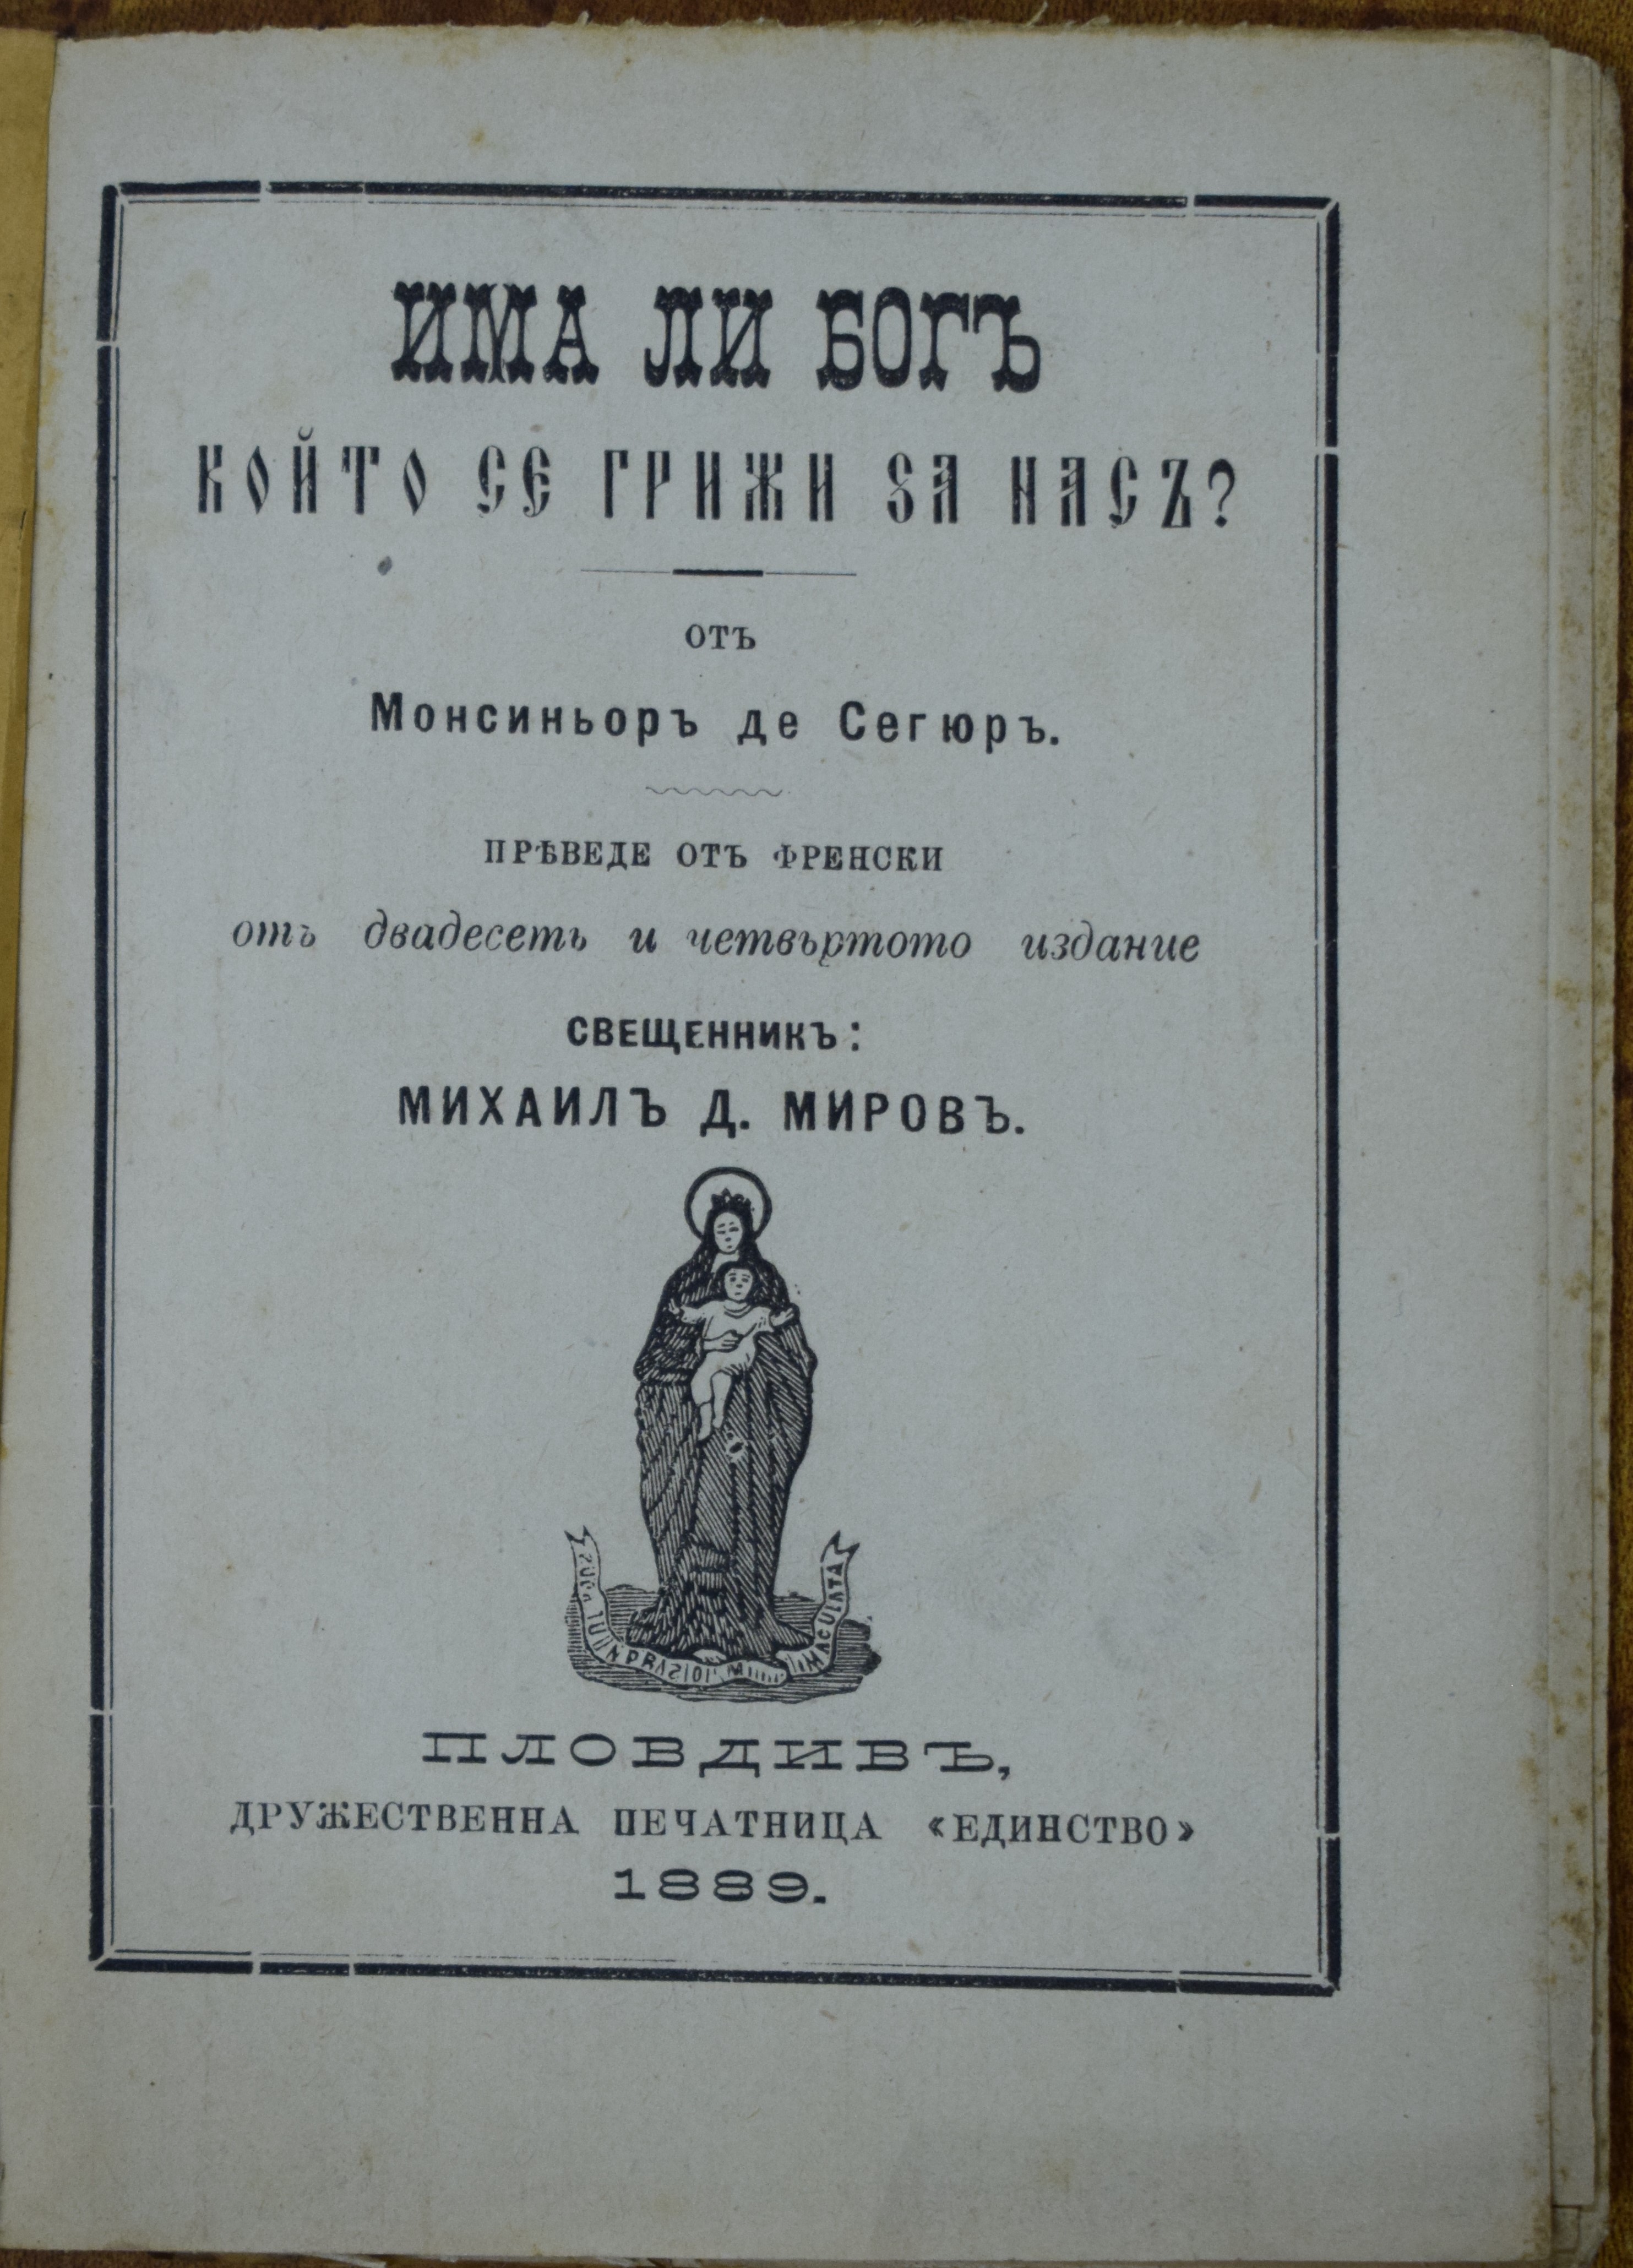 ИМА ЛИ БОГЪ
КОЙТО СЕ ГРИЖИ ЗА НАСЪ?
отъ
Монсиньоръ де Сегюръ.
ПРѢВЕДЕ ОТЪ ФРЕНСКИ
отъ двадесеть и четвъртото издание
СВЕЩЕННИКЪ:
МИХАИЛЪ Д. МИРОВЪ.
IMACULATA
ПЛОВДИВЪ,
ДРУЖЕСТВЕННА ПЕЧАТНИЦА «ЕДИНСТВО»
1889.